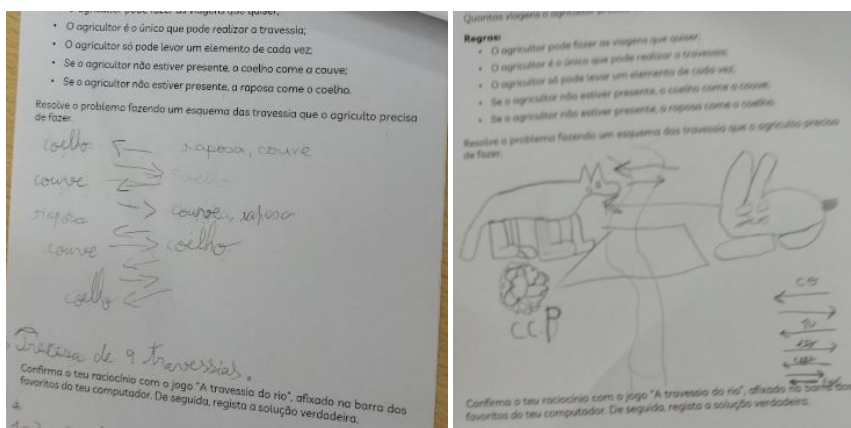 O agricultor é o único que pode realizar a travessia;
O agricultor só pode levar um elemento de cada vez;
Se o agricultor não estiver presente, o coelho come a couve;
Se o agricultor não estiver presente, a raposa come o coelho.
Resolve o problema fazendo um esquema das travessia que o agriculto precisa
de fazer.
coelho raposa, couve
couve
raposa couve, raposa
couve coelho
coelho
Precisa de 9 travessias.
Confirma o teu raciocínio com o jogo "A travessia do rio", afixado na barra dos
favoritos do teu computador. De seguida, regista a solução verdadeira.
Quantas viagens o
Regras:
O agricultor pode fazer as viagens que quiser;
O agricultor é o único que pode realizar a travessia;
O agricultor só pode levar um elemento de cada vez;
Se o agricultor não estiver presente, o coelho come a couve;
Se o agricultor não estiver presente, a raposa come o coelho.
Resolve o problema fazendo um esquema das travessia que o agriculto precisa
de fazer.
CCP
Confirma o teu raciocínio com o jogo "A travessia do rio", afixado na barra dos
favoritos do teu computador. De seguida, regista a solução verdadeira.